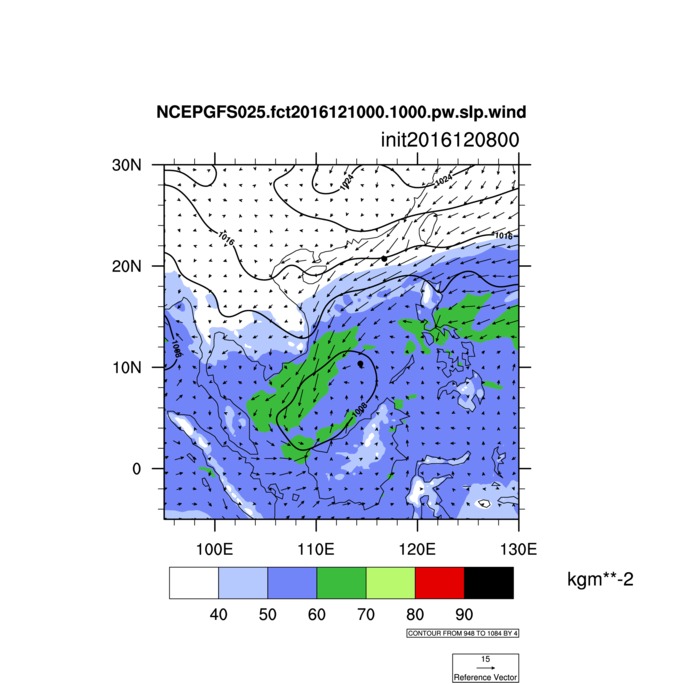 NCEPGFS025.fct2016121000.1000.pw.slp.wind
init2016120800
30N
1024
1024
1016
1016
20N
1008
10N
1008
0
100E 110E 120E 130E
kgm**-2
40 50 60 70 80 90
CONTOUR FROM 948 TO 1084 BY 4
15
Reference Vector